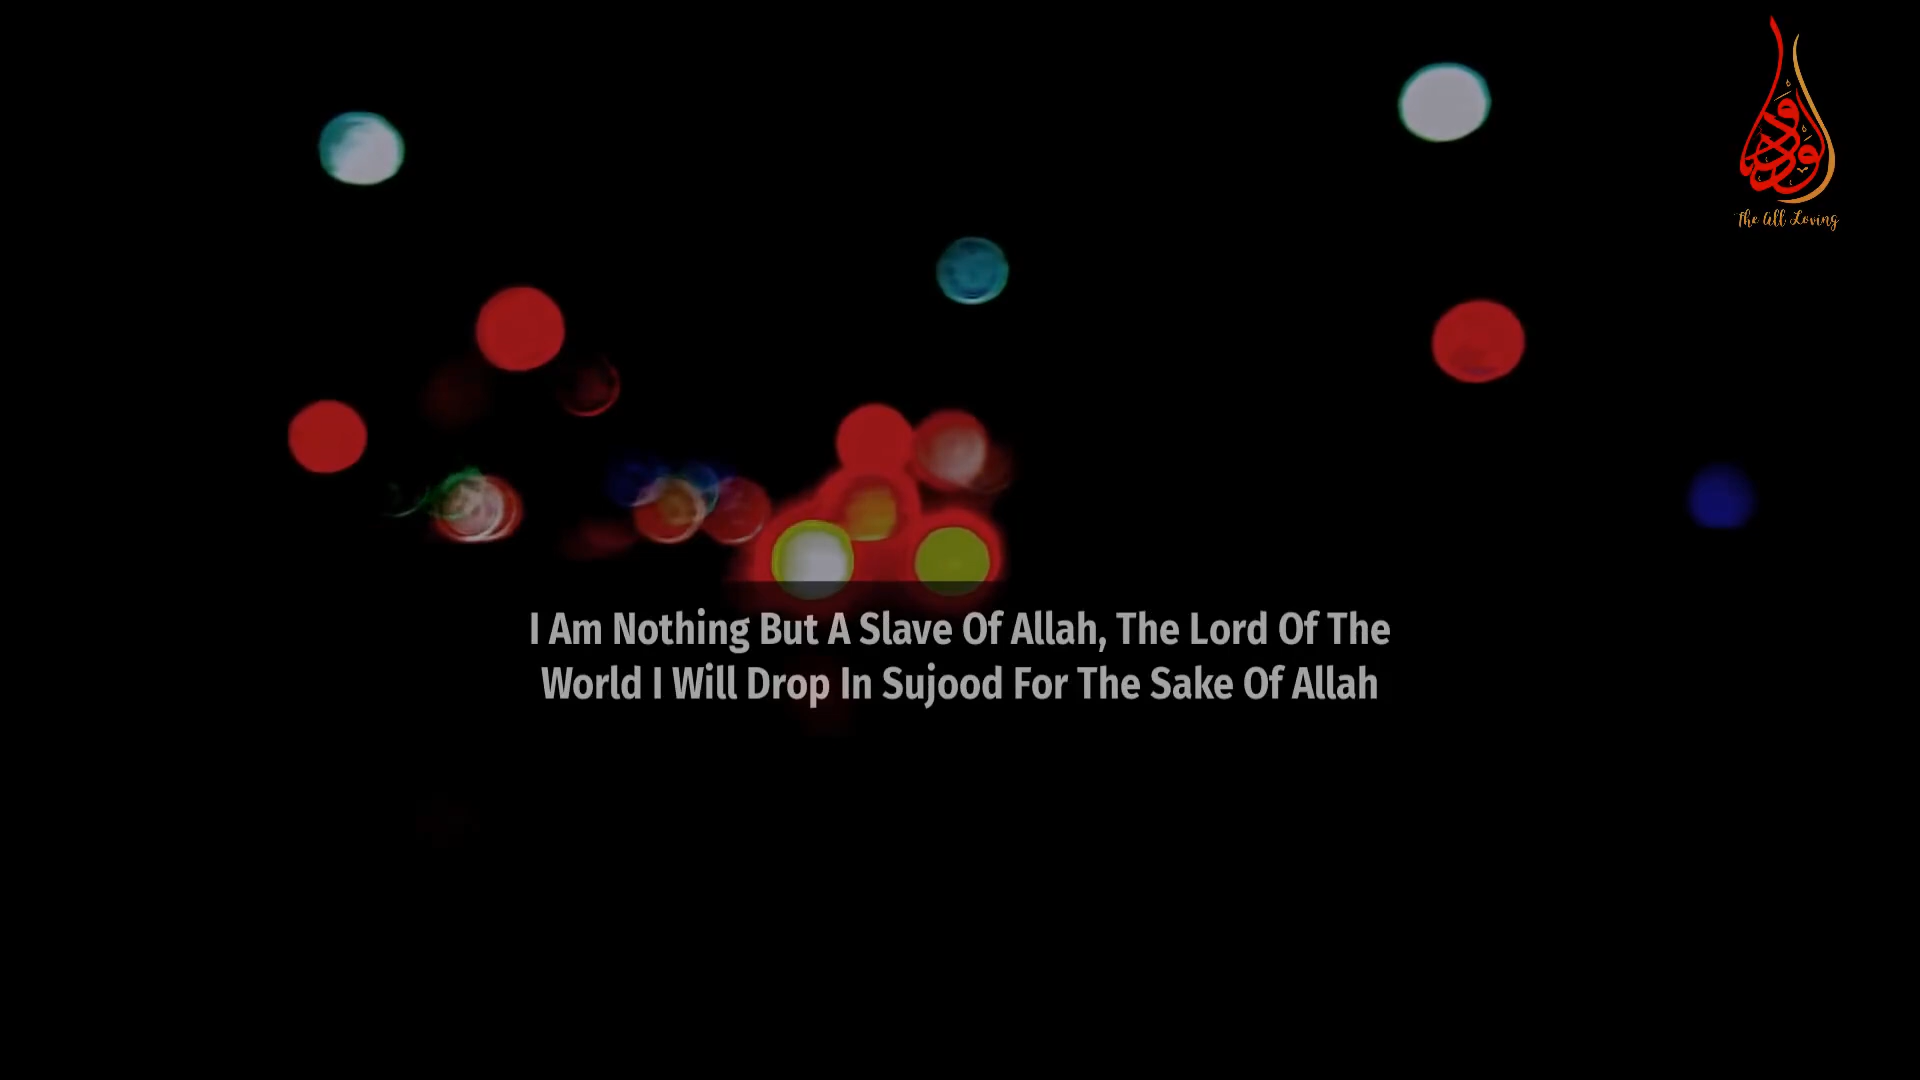 الودود
The All Loving
I Am Nothing But A Slave Of Allah, The Lord Of The
World I Will Drop In Sujood For The Sake Of Allah